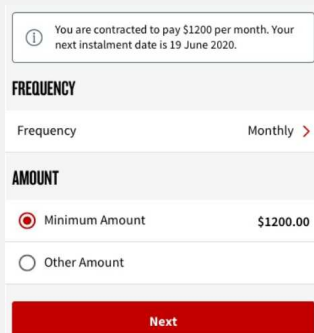 You are contracted to pay $1200 per month. Your
next instalment date is 19 June 2020.
FREQUENCY
Frequency Monthly
AMOUNT
Minimum Amount $1200.00
Other Amount
Next